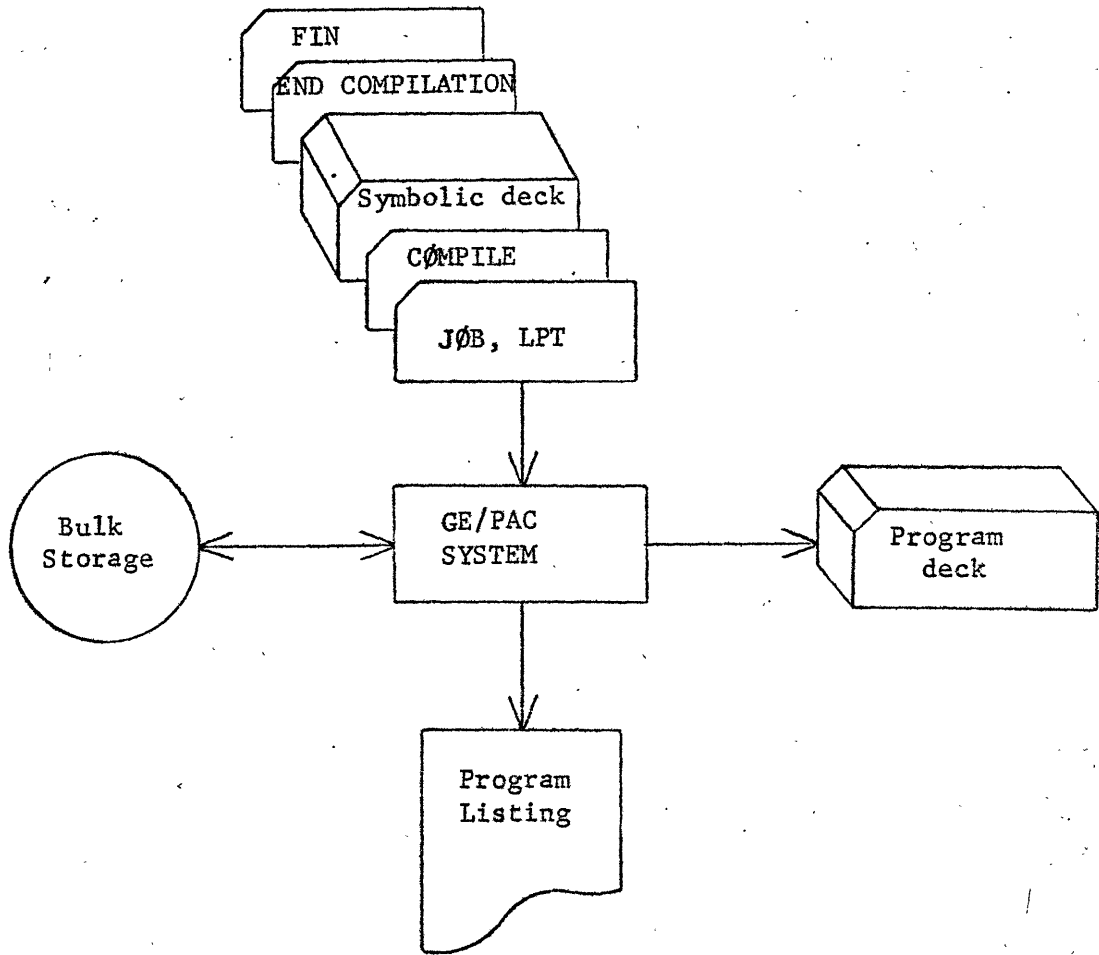 FIN
END COMPILATION
Symbolic deck
CØMPILE
JØB, LPT
Bulk
Storage
GE/PAC
SYSTEM
Program
deck
Program
Listing